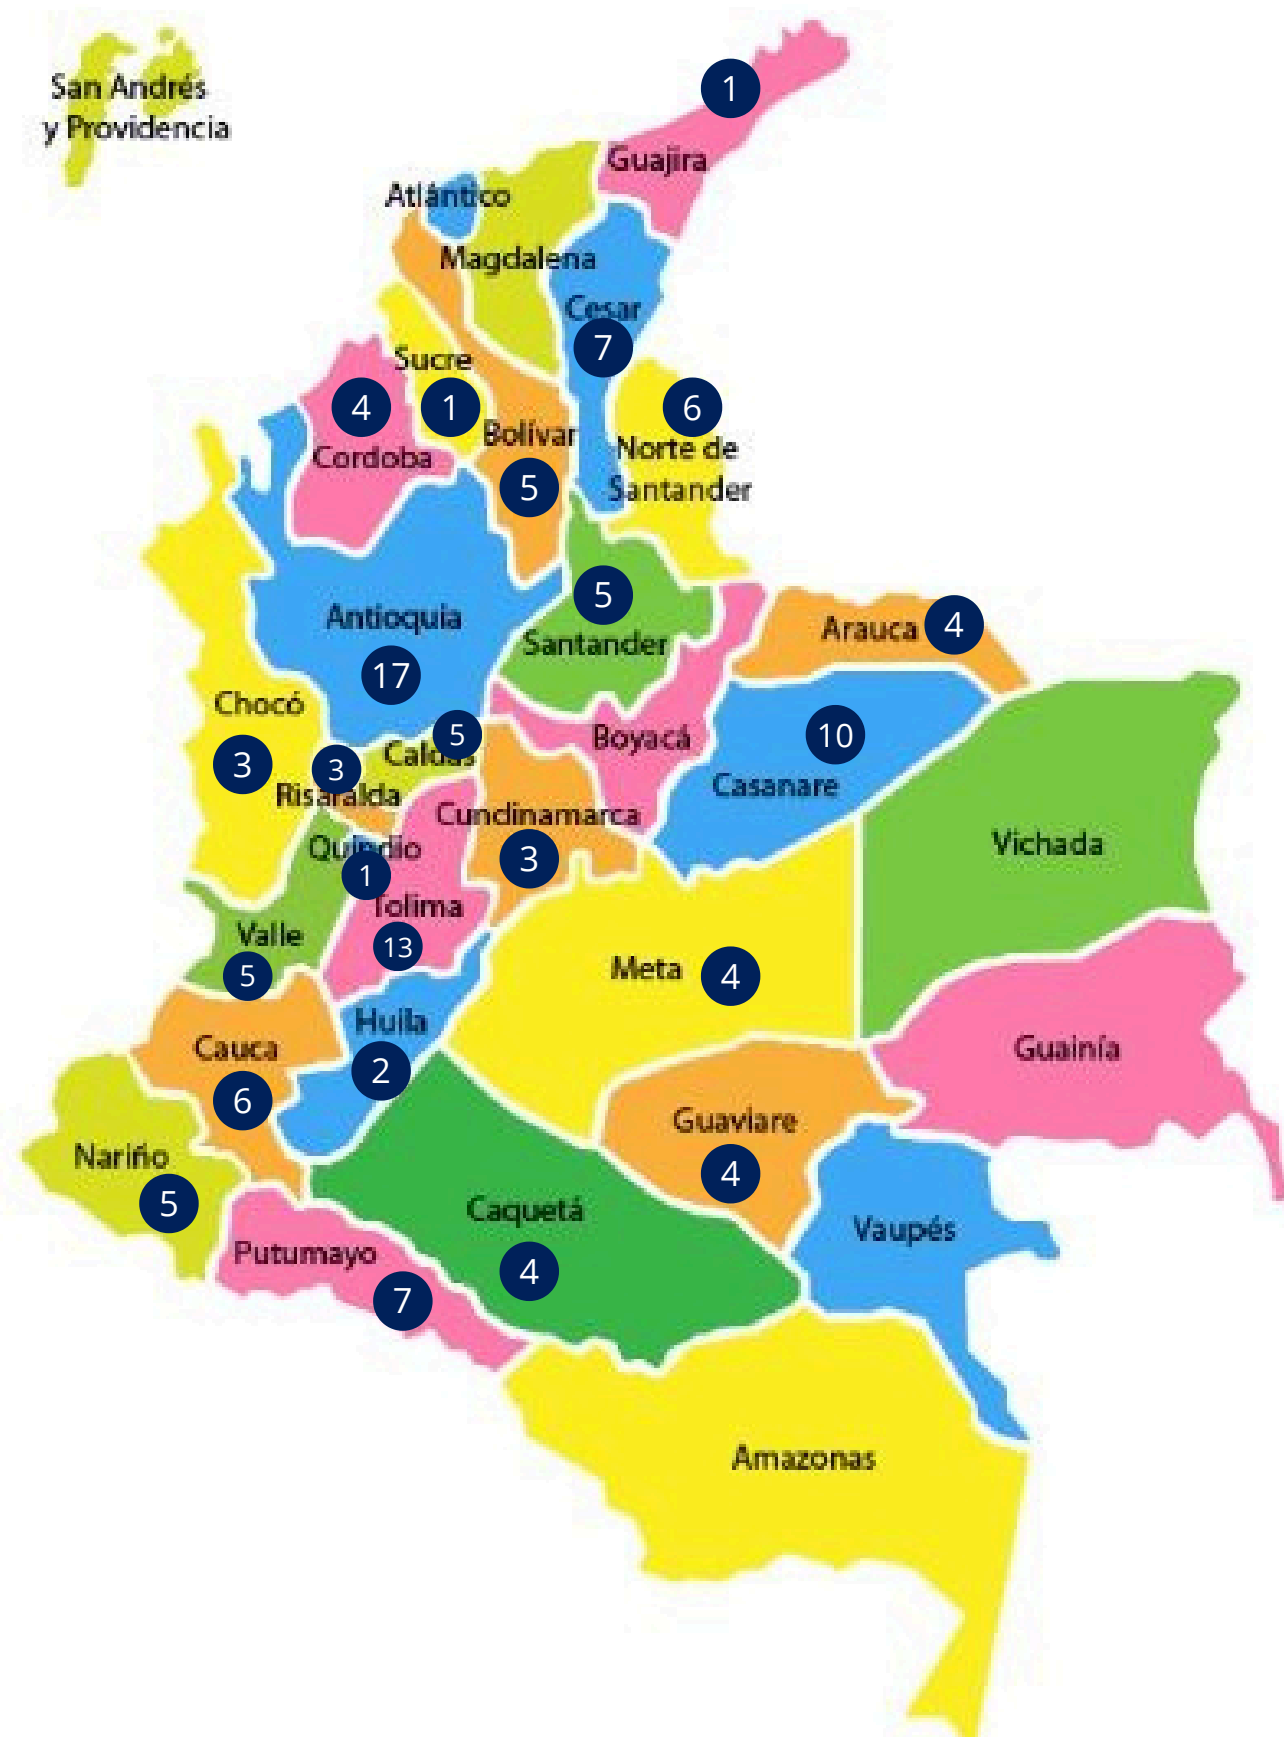 San Andrés
y Providencia
1
Guajira
Atlántico
Magdalena
Cesar
7
Sucre
4
1
6
Bolívar
Norte de
Cordoba
5
Santander
5
Antioquia
Arauca
4
Santander
17
Chocó
5
Boyacá
10
Caldas
3
3
Casanare
Risaralda
Cundinamarca
Quindio
3
Vichada
1
Tolima
Valle
13
5
Meta
4
Huila
Cauca
2
Guainía
6
Guaviare
Nariño
4
5
Caquetá
Vaupés
Putumayo
4
7
Amazonas